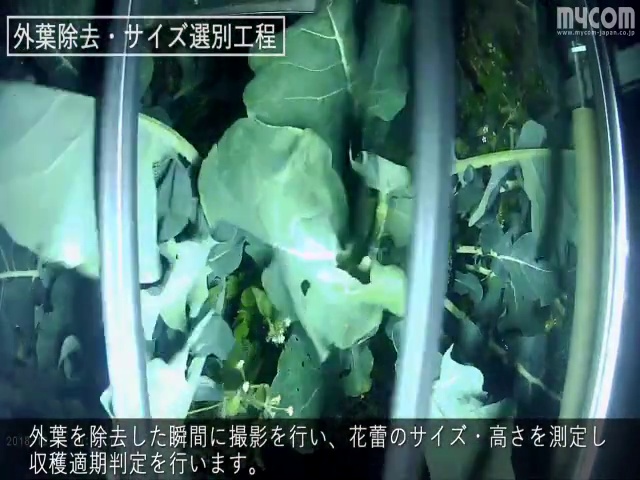 外葉除去・サイズ選別工程
mycom
www.mycom-japan.co.jp
2018
外葉を除去した瞬間に撮影を行い、花蕾のサイズ・高さを測定し
収穫適期判定を行います。